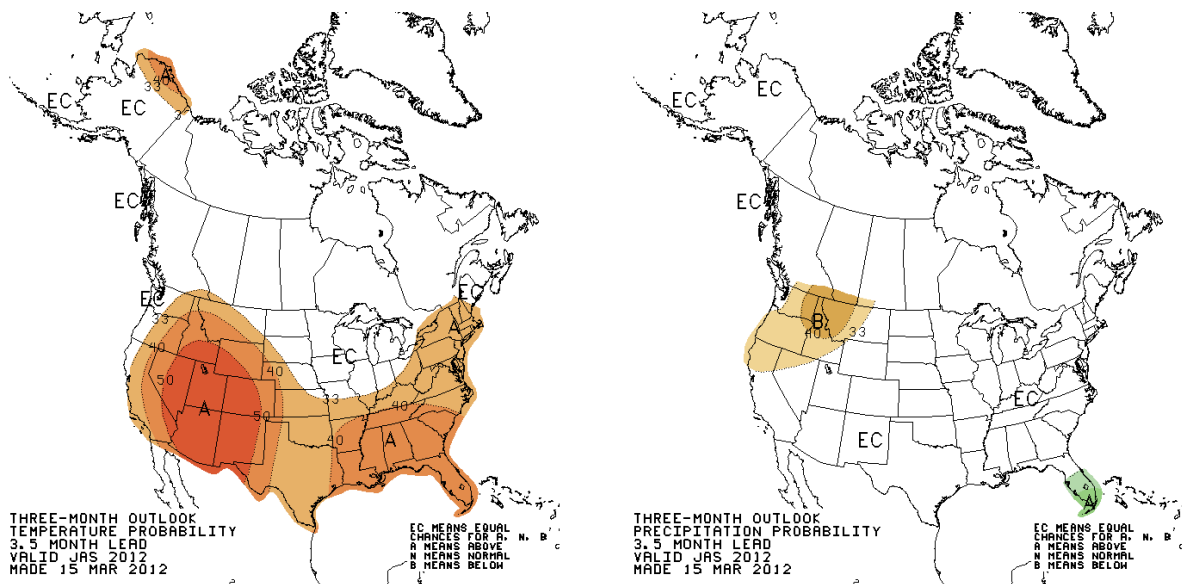 A
40
33
EC
EC
3
EC
EC
33
40
50
A
40
50
33
EC
40
40
A
A
EC
THREE-MONTH OUTLOOK
TEMPERATURE PROBABILITY
3.5 MONTH LEAD
VALID JAS 2012
MADE 15 MAR 2012
EC MEANS EQUAL
CHANCES FOR A, N, B
A MEANS ABOVE
N MEANS NORMAL
B MEANS BELOW
EC
EC
EC
B
40
33
EC
EC
A
THREE-MONTH OUTLOOK
PRECIPITATION PROBABILITY
3.5 MONTH LEAD
VALID JAS 2012
MADE 15 MAR 2012
EC MEANS EQUAL
CHANCES FOR A, N, B
A MEANS ABOVE
N MEANS NORMAL
B MEANS BELOW